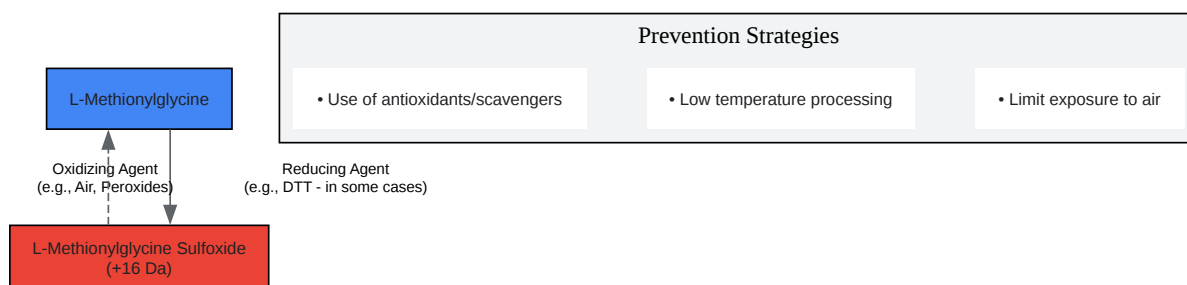 Prevention Strategies
L-Methionylglycine
• Use of antioxidants/scavengers
• Low temperature processing
• Limit exposure to air
Oxidizing Agent
(e.g., Air, Peroxides)
Reducing Agent
(e.g., DTT - in some cases)
L-Methionylglycine Sulfoxide
(+16 Da)